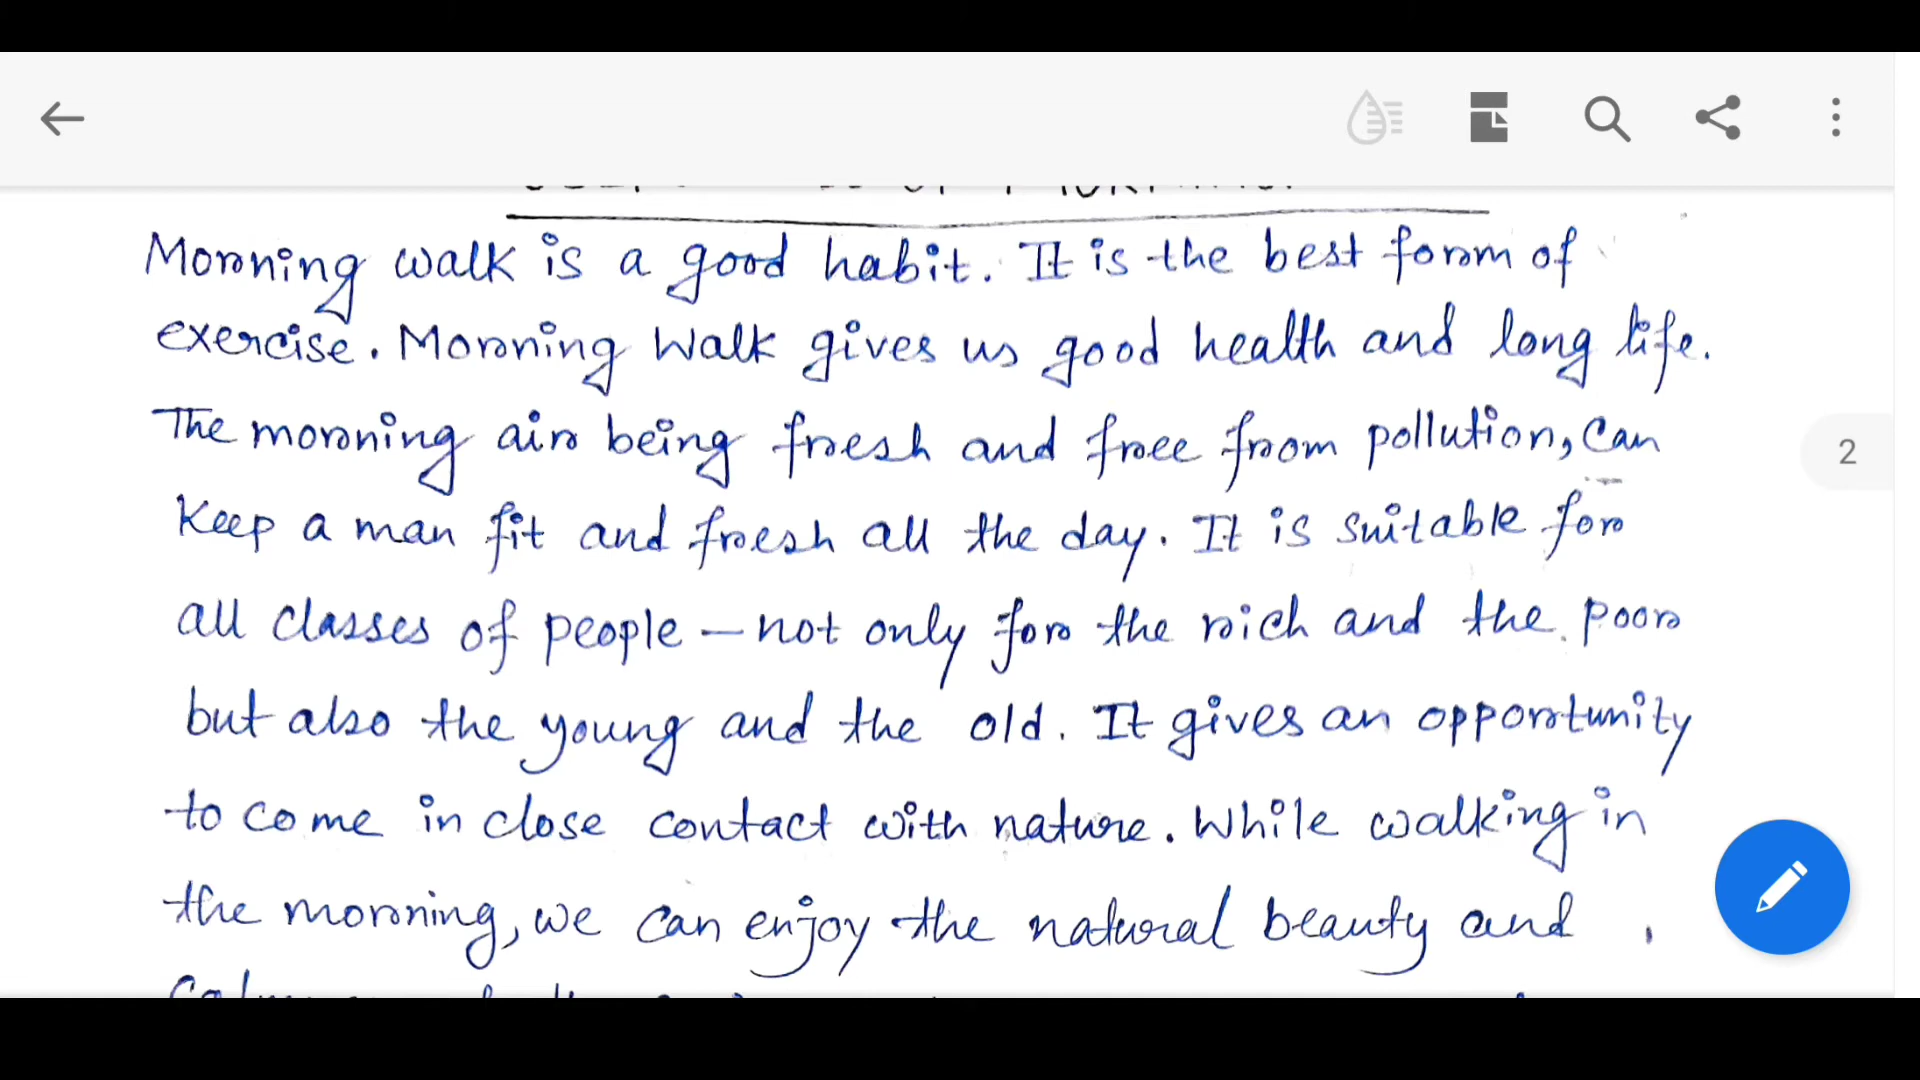 Morning walk is a good habit. It is the best form of
exercise. Morning Walk gives us good health and long life.
The morning air being fresh and free from pollution, can
2
keep a man fit and fresh all the day. It is suitable for
all classes of people – not only for the rich and the poor
but also the young and the old. It gives an opportunity
to come in close contact with nature. While walking in
the morning, we can enjoy the natural beauty and